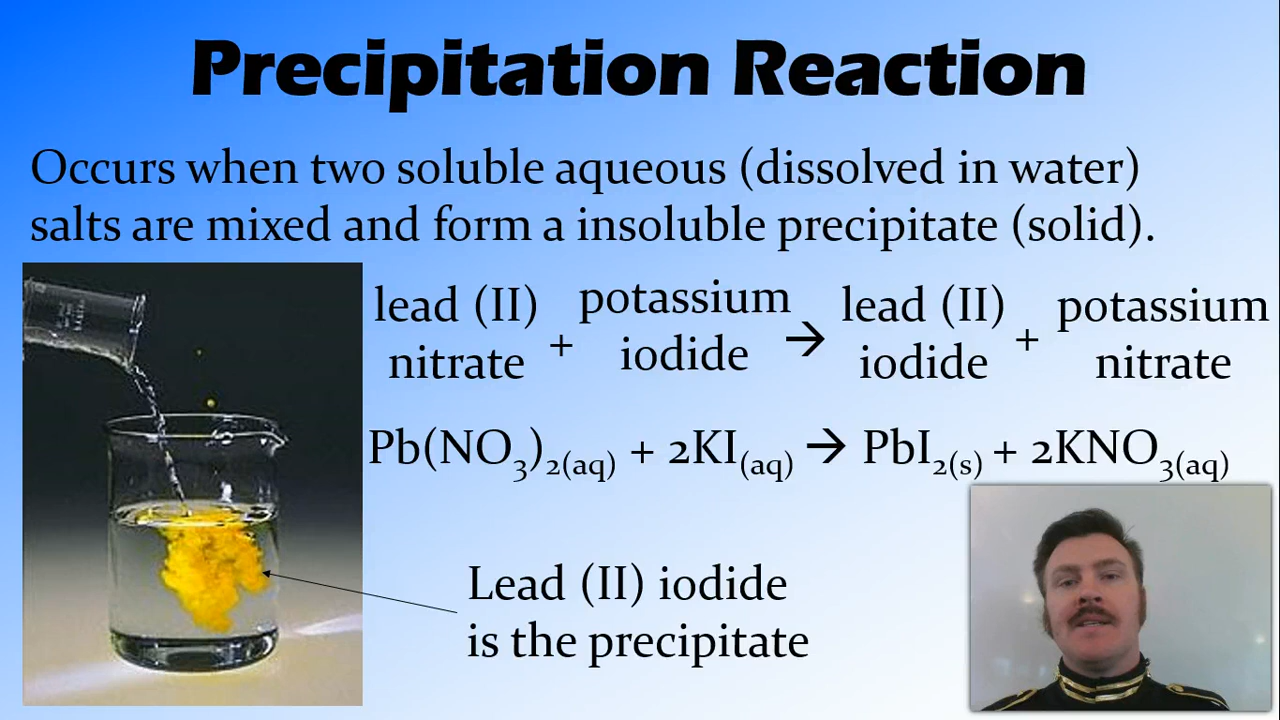 Precipitation Reaction
Occurs when two soluble aqueous (dissolved in water)
salts are mixed and form a insoluble precipitate (solid).
lead (II) nitrate + potassium iodide → lead (II) iodide + potassium nitrate
Pb(NO₃)₂(aq) + 2KI(aq) → PbI₂(s) + 2KNO₃(aq)
Lead (II) iodide
is the precipitate